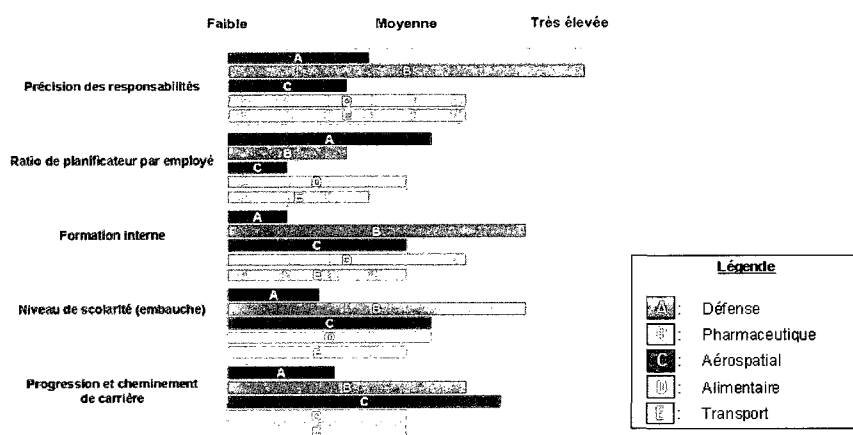 Faible Moyenne Très élevée
Précision des responsabilités
A
B
C
D
E
Ratio de planificateur par employé
A
B
C
D
E
Formation interne
A
B
C
D
E
Niveau de scolarité (embauche)
A
B
C
D
E
Progression et cheminement
de carrière
A
B
C
D
E
Légende
A : Défense
B : Pharmaceutique
C : Aérospatial
D : Alimentaire
E : Transport